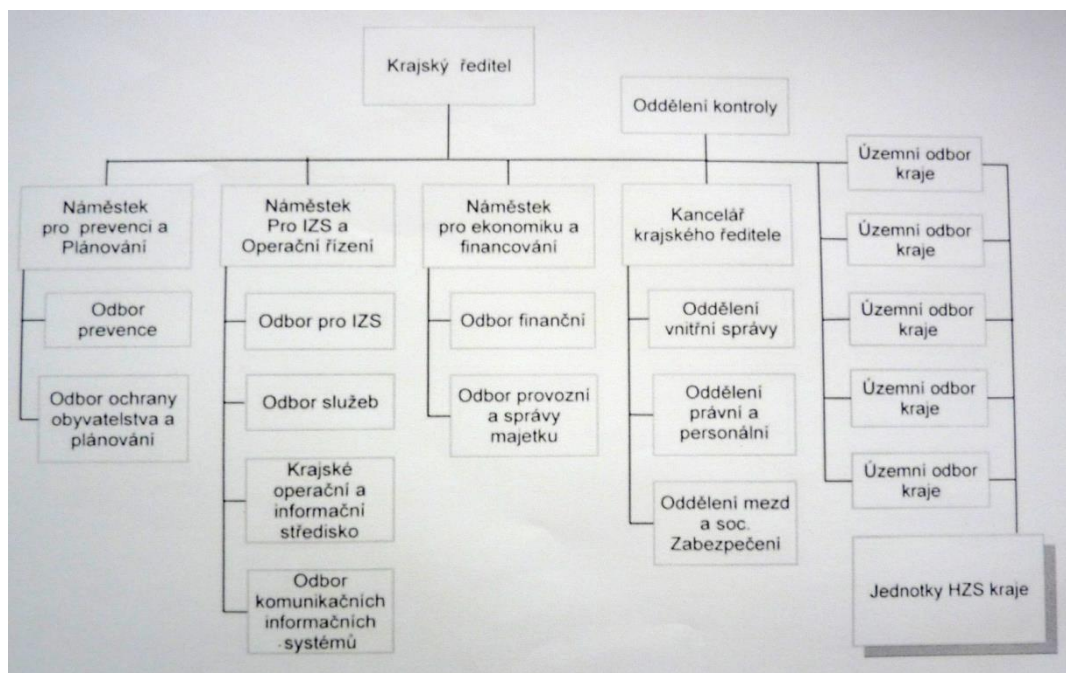 Krajský ředitel
Oddělení kontroly
Náměstek
pro prevenci a
Plánování
Odbor
prevence
Odbor ochrany
obyvatelstva a
plánování
Náměstek
Pro IZS a
Operační řízení
Odbor pro IZS
Odbor služeb
Krajské
operační a
informační
středisko
Odbor
komunikačních
informačních
systémů
Náměstek
pro ekonomiku a
financování
Odbor finanční
Odbor provozní
a správy
majetku
Kancelář
krajského ředitele
Oddělení
vnitřní správy
Oddělení
právní a
personální
Oddělení mezd
a soc.
Zabezpečení
Územní odbor
kraje
Územní odbor
kraje
Územní odbor
kraje
Územní odbor
kraje
Územní odbor
kraje
Jednotky HZS kraje